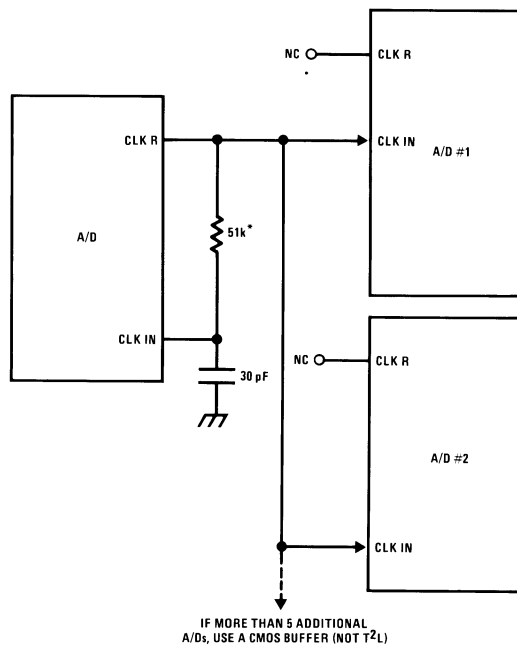 NC
CLK R
CLK R
CLK IN
A/D #1
A/D
51k*
CLK IN
30 pF
NC
CLK R
A/D #2
CLK IN
IF MORE THAN 5 ADDITIONAL
A/Ds, USE A CMOS BUFFER (NOT T²L)